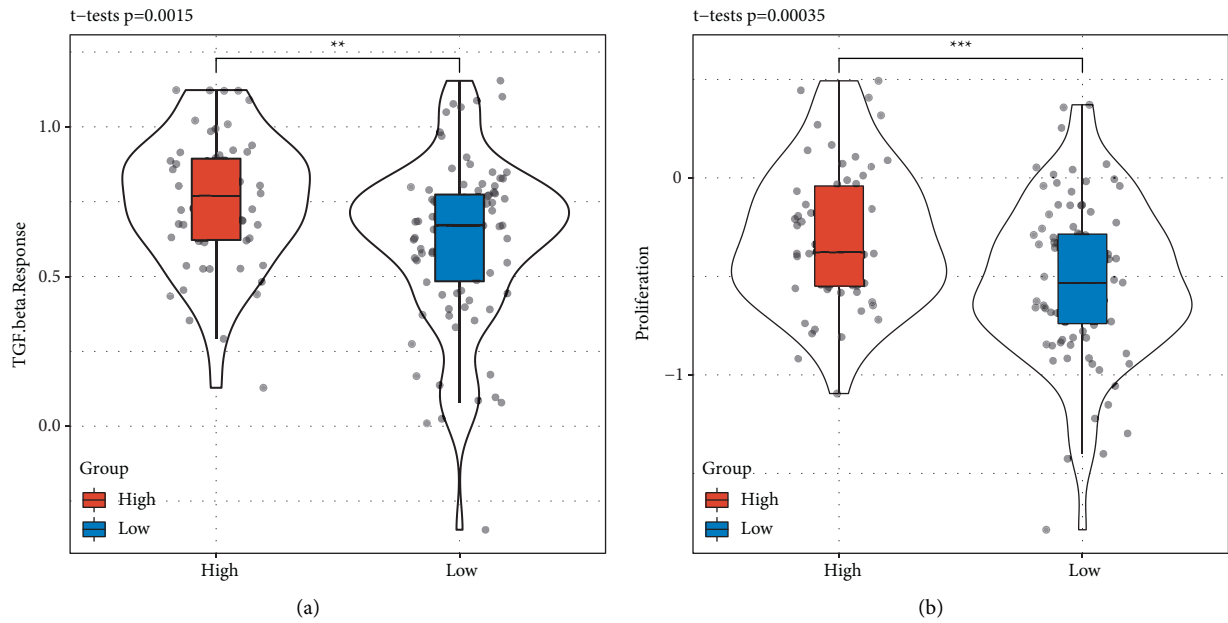 t−tests p=0.0015
**
TGF.beta.Response
1.0
0.5
0.0
Group
High
Low
High Low
(a)
t−tests p=0.00035
***
Proliferation
0
−1
Group
High
Low
High Low
(b)